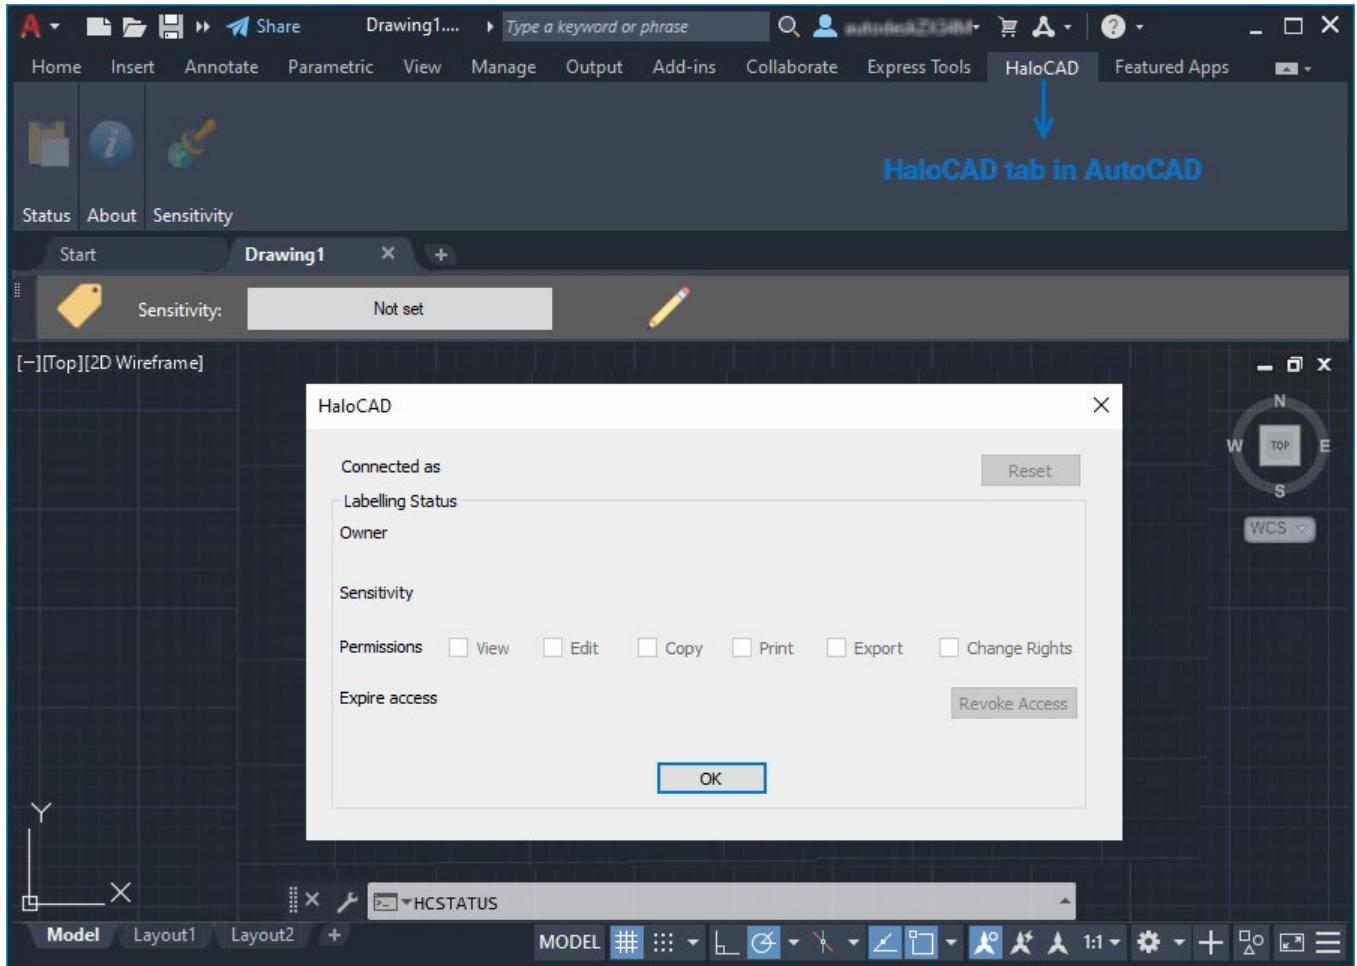 Share Drawing1.... Type a keyword or phrase
Home Insert Annotate Parametric View Manage Output Add-ins Collaborate Express Tools HaloCAD Featured Apps
HaloCAD tab in AutoCAD
Status About Sensitivity
Start Drawing1
Sensitivity: Not set
[−][Top][2D Wireframe]
N
W TOP E
S
WCS
HaloCAD
Connected as Reset
Labelling Status
Owner
Sensitivity
Permissions View Edit Copy Print Export Change Rights
Expire access Revoke Access
OK
Y
X
HCSTATUS
Model Layout1 Layout2 + MODEL 1:1